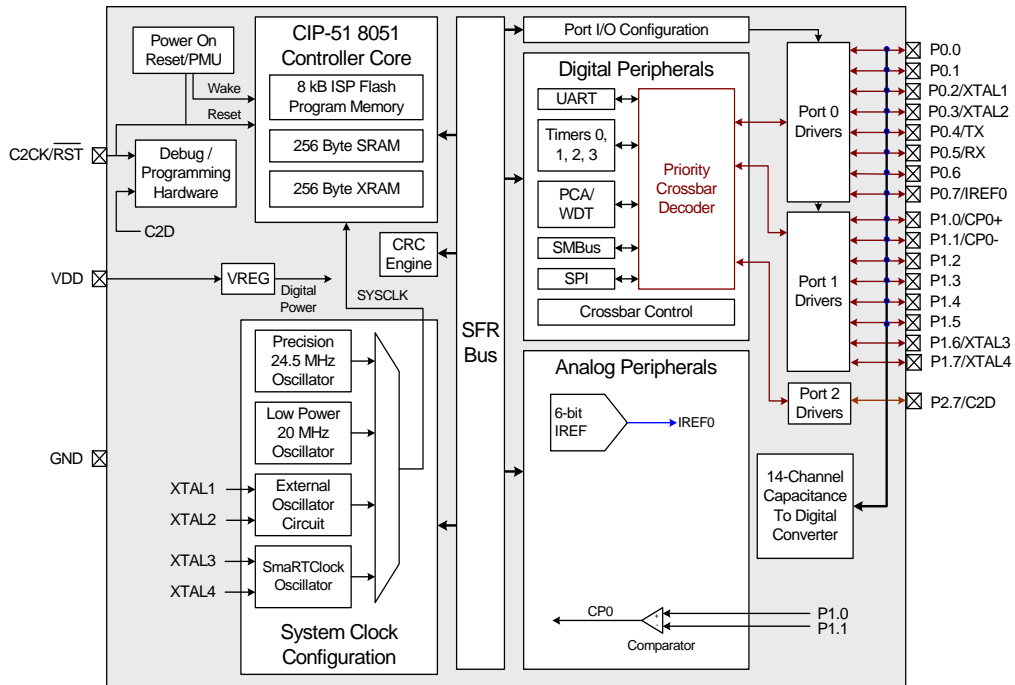 Power On
Reset/PMU
Wake
Reset
C2CK/RST
Debug /
Programming
Hardware
C2D
VDD
VREG
Digital
Power
GND
CIP-51 8051
Controller Core
8 kB ISP Flash
Program Memory
256 Byte SRAM
256 Byte XRAM
CRC
Engine
SYSCLK
Precision
24.5 MHz
Oscillator
Low Power
20 MHz
Oscillator
External
Oscillator
Circuit
SmaRTClock
Oscillator
XTAL1
XTAL2
XTAL3
XTAL4
System Clock
Configuration
SFR
Bus
Port I/O Configuration
Digital Peripherals
UART
Timers 0,
1, 2, 3
PCA/
WDT
SMBus
SPI
Priority
Crossbar
Decoder
Crossbar Control
Analog Peripherals
6-bit
IREF
IREF0
CP0
+
-
Comparator
P1.0
P1.1
Port 0
Drivers
Port 1
Drivers
Port 2
Drivers
14-Channel
Capacitance
To Digital
Converter
P0.0
P0.1
P0.2/XTAL1
P0.3/XTAL2
P0.4/TX
P0.5/RX
P0.6
P0.7/IREF0
P1.0/CP0+
P1.1/CP0-
P1.2
P1.3
P1.4
P1.5
P1.6/XTAL3
P1.7/XTAL4
P2.7/C2D